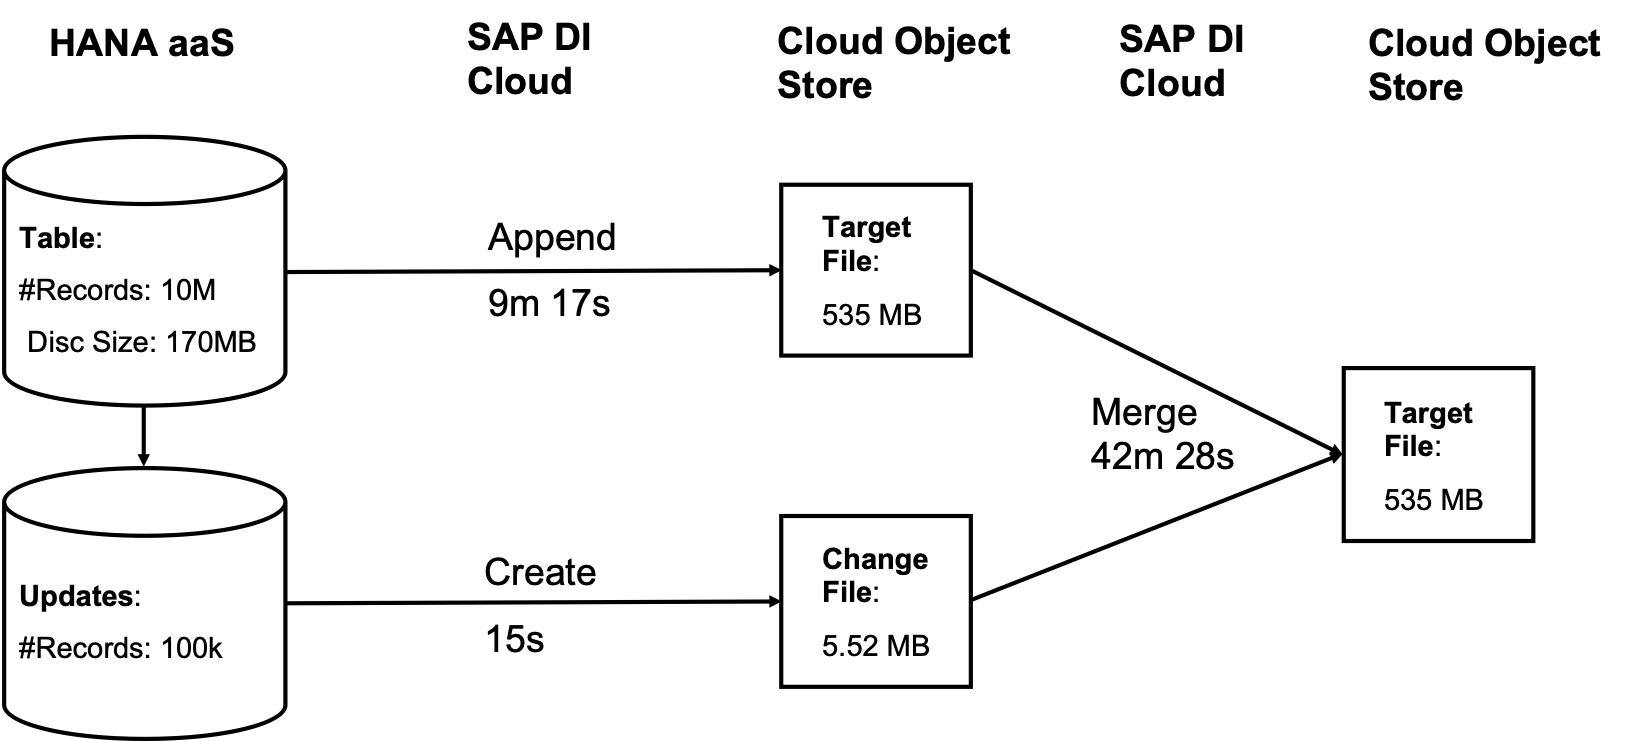 HANA aaS
SAP DI
Cloud
Cloud Object
Store
SAP DI
Cloud
Cloud Object
Store
Table:
#Records: 10M
Disc Size: 170MB
Append
9m 17s
Target
File:
535 MB
Merge
42m 28s
Target
File:
535 MB
Updates:
#Records: 100k
Create
15s
Change
File:
5.52 MB